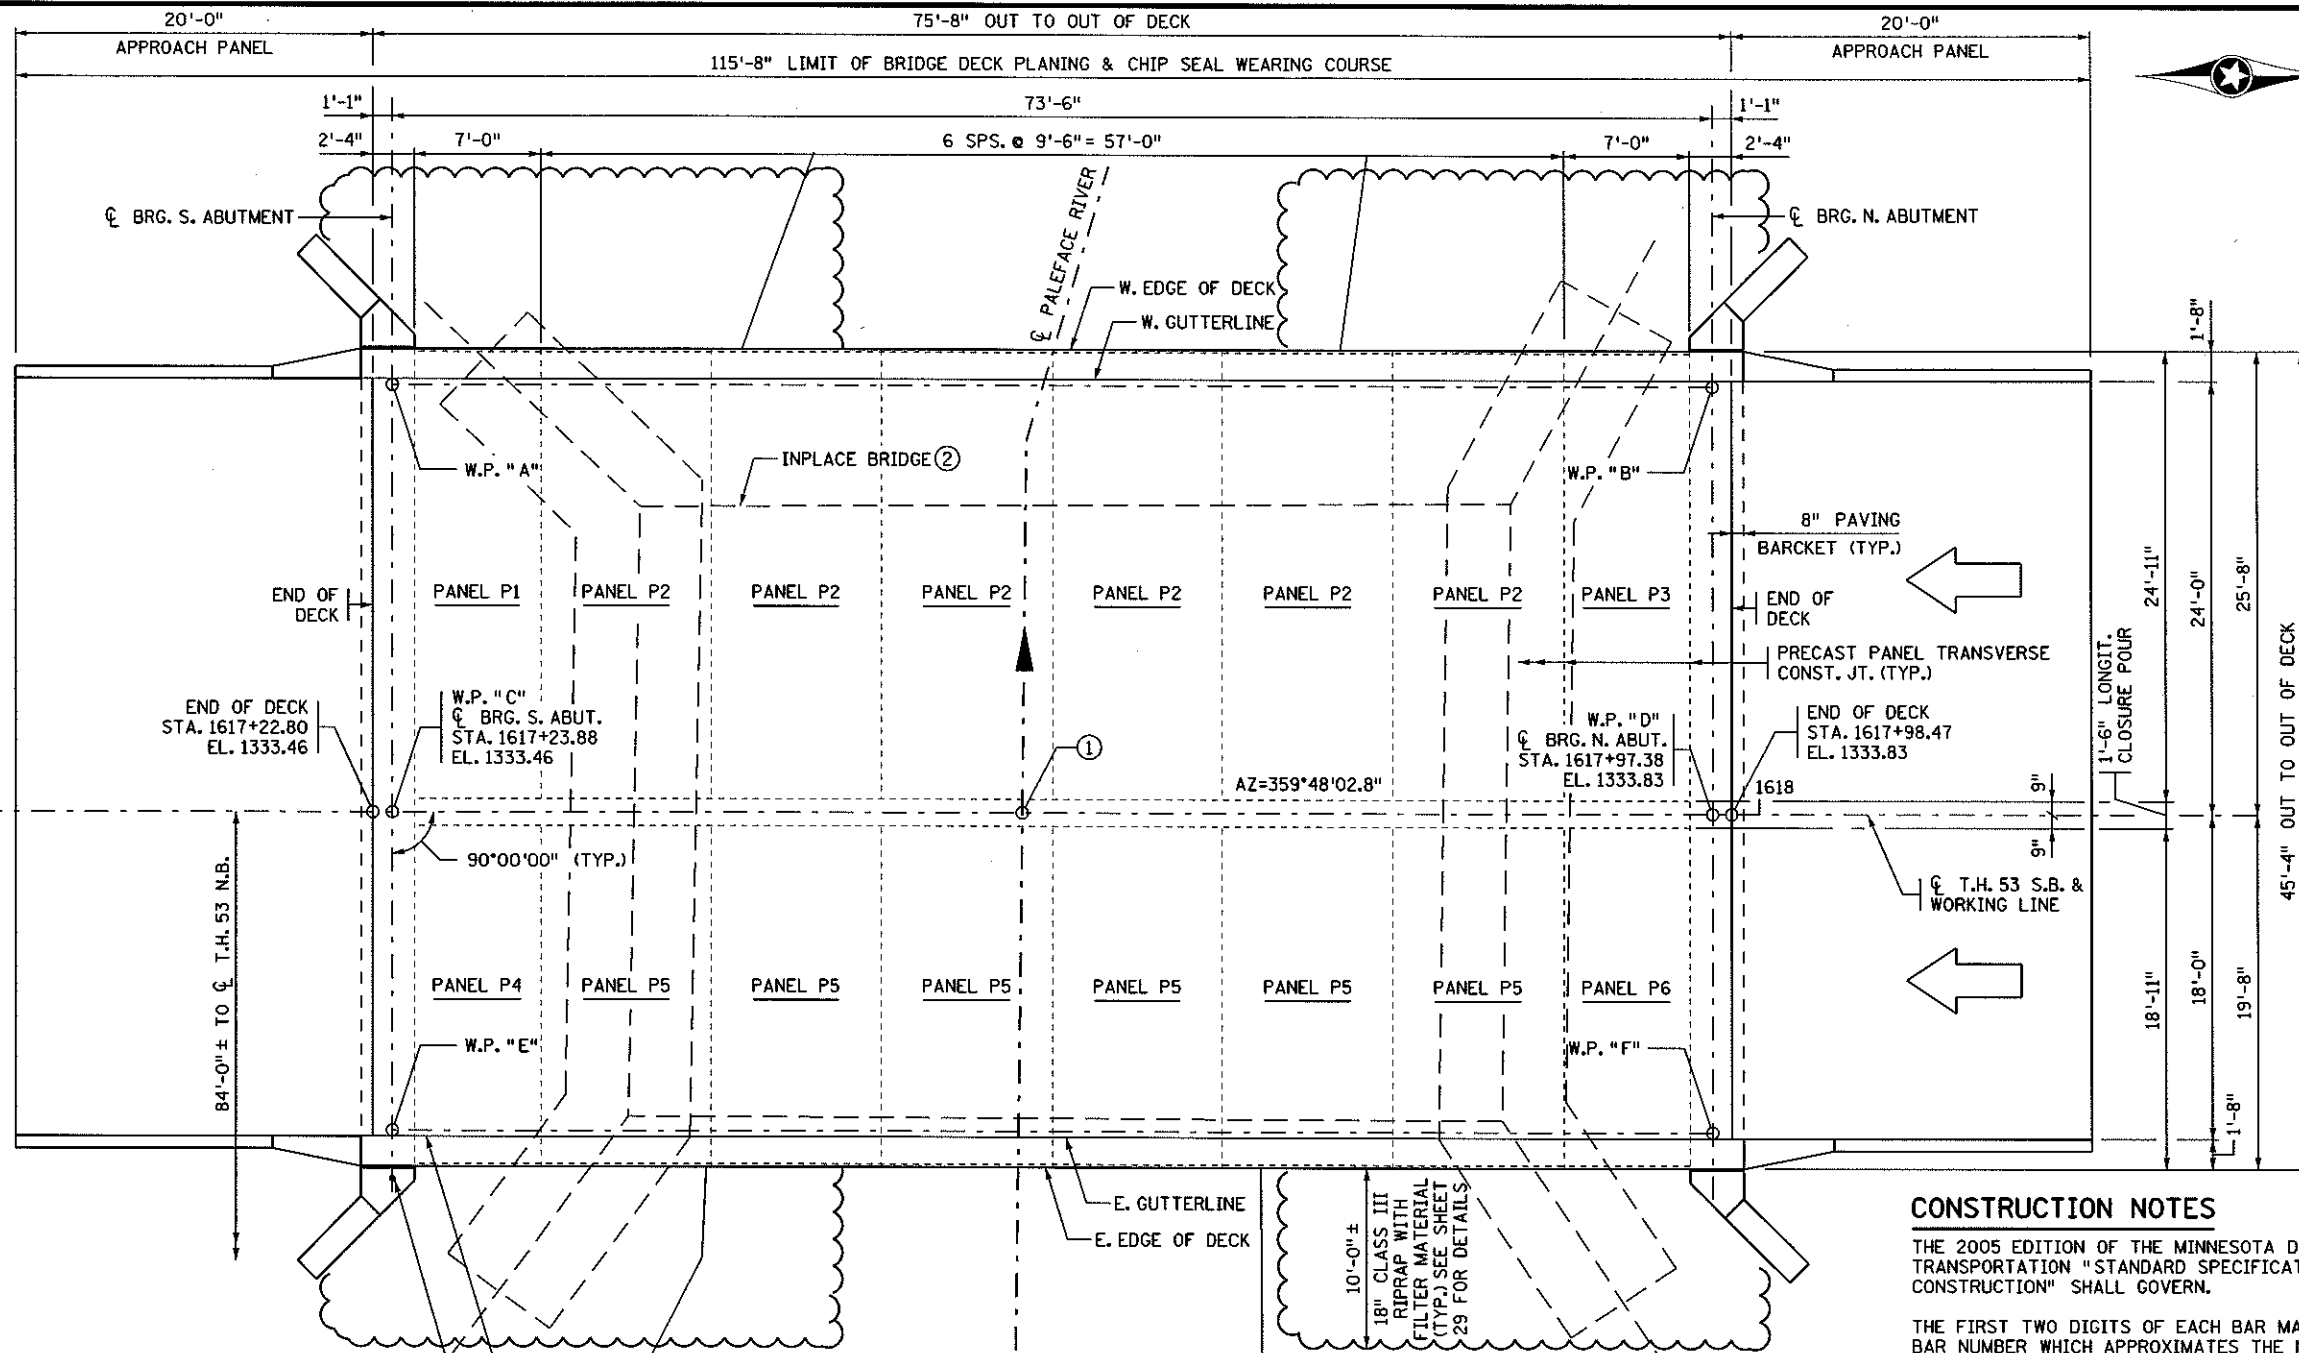 20'-0"
75'-8" OUT TO OUT OF DECK
20'-0"
APPROACH PANEL
APPROACH PANEL
115'-8" LIMIT OF BRIDGE DECK PLANING & CHIP SEAL WEARING COURSE
1'-1"
73'-6"
1'-1"
2'-4"
7'-0"
6 SPS. @ 9'-6" = 57'-0"
7'-0"
2'-4"
℄ BRG. S. ABUTMENT
℄ PALEFACE RIVER
℄ BRG. N. ABUTMENT
W. EDGE OF DECK
W. GUTTERLINE
1'-8"
W.P. "A"
INPLACE BRIDGE ②
W.P. "B"
8" PAVING
BARCKET (TYP.)
END OF
DECK
PANEL P1
PANEL P2
PANEL P2
PANEL P2
PANEL P2
PANEL P2
PANEL P2
PANEL P3
END OF
DECK
24'-11"
24'-0"
25'-8"
PRECAST PANEL TRANSVERSE
CONST. JT. (TYP.)
1'-6" LONGIT.
CLOSURE POUR
45'-4" OUT TO OUT OF DECK
END OF DECK
STA. 1617+22.80
EL. 1333.46
W.P. "C"
℄ BRG. S. ABUT.
STA. 1617+23.88
EL. 1333.46
①
W.P. "D"
℄ BRG. N. ABUT.
STA. 1617+97.38
EL. 1333.83
END OF DECK
STA. 1617+98.47
EL. 1333.83
AZ=359°48'02.8"
1618
9"
9"
90°00'00" (TYP.)
84'-0" ± TO ℄ T.H. 53 N.B.
℄ T.H. 53 S.B. &
WORKING LINE
PANEL P4
PANEL P5
PANEL P5
PANEL P5
PANEL P5
PANEL P5
PANEL P5
PANEL P6
18'-11"
18'-0"
19'-8"
W.P. "E"
W.P. "F"
1'-8"
E. GUTTERLINE
E. EDGE OF DECK
10'-0" ±
18" CLASS III
RIPRAP WITH
FILTER MATERIAL
(TYP.) SEE SHEET
29 FOR DETAILS
CONSTRUCTION NOTES
THE 2005 EDITION OF THE MINNESOTA D
TRANSPORTATION "STANDARD SPECIFICAT
CONSTRUCTION" SHALL GOVERN.
THE FIRST TWO DIGITS OF EACH BAR MA
BAR NUMBER WHICH APPROXIMATES THE